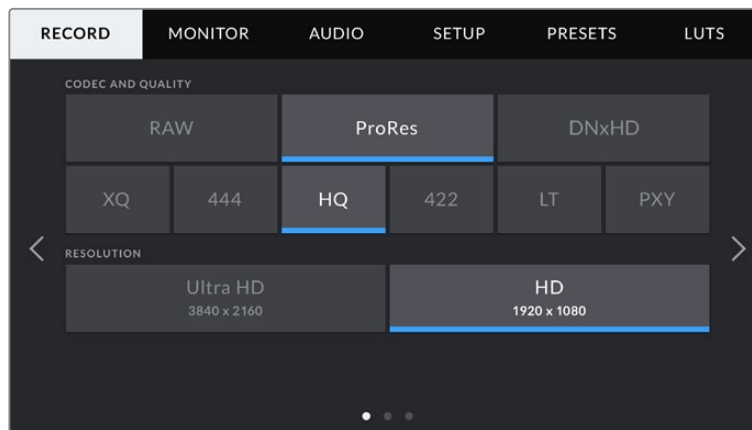 RECORD MONITOR AUDIO SETUP PRESETS LUTS
CODEC AND QUALITY
RAW ProRes DNxHD
XQ 444 HQ 422 LT PXY
RESOLUTION
Ultra HD HD
3840 x 2160 1920 x 1080